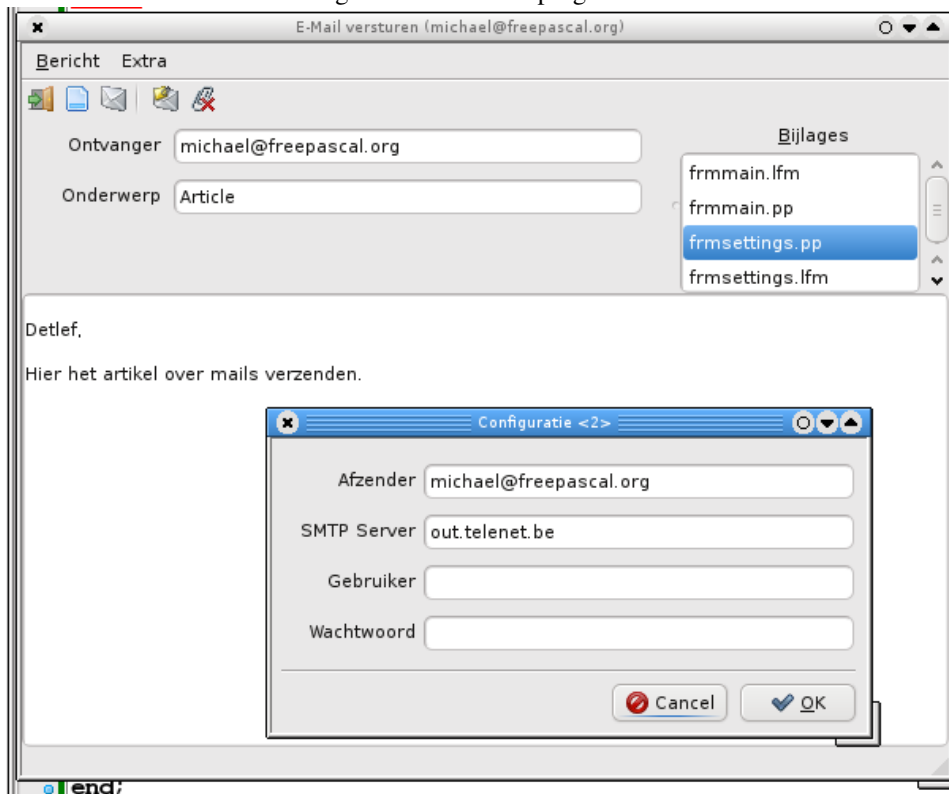 E-Mail versturen (michael@freepascal.org)
Bericht Extra
Ontvanger michael@freepascal.org
Onderwerp Article
Bijlages
frmmain.lfm
frmmain.pp
frmsettings.pp
frmsettings.lfm
Detlef,
Hier het artikel over mails verzenden.
Configuratie <2>
Afzender michael@freepascal.org
SMTP Server out.telenet.be
Gebruiker
Wachtwoord
Cancel OK
end;